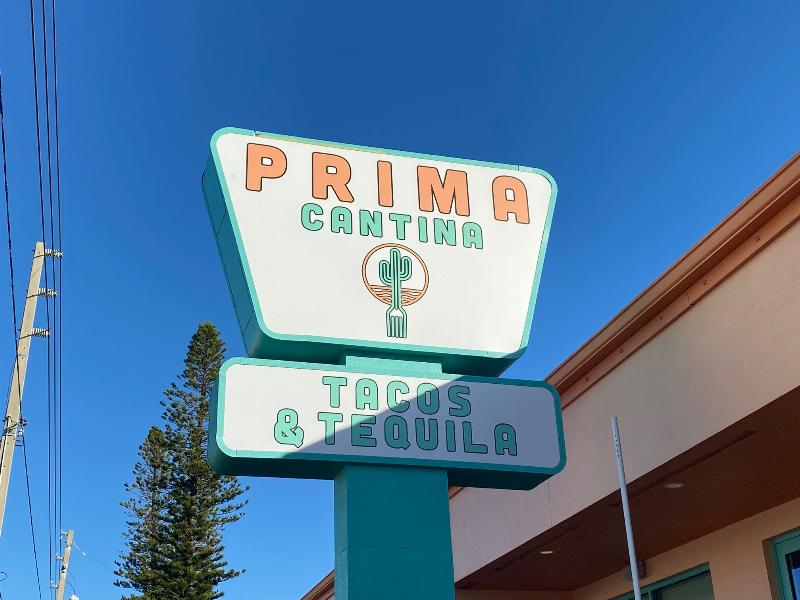 PRIMA
CANTINA
TACOS
& TEQUILA